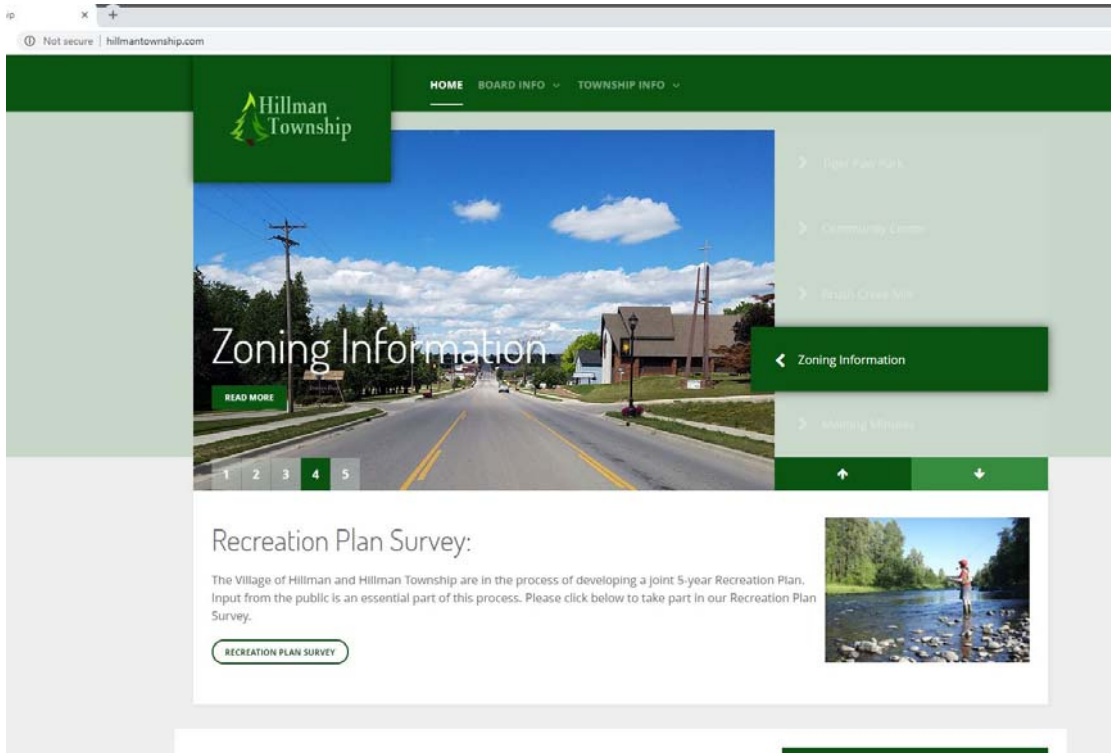 ip
Not secure | hillmantownship.com
HOME BOARD INFO TOWNSHIP INFO
Hillman
Township
Tiger Paw Park
Community Center
Brush Creek Mill
Zoning Information
READ MORE
Zoning Information
Meeting Minutes
1 2 3 4 5
Recreation Plan Survey:
The Village of Hillman and Hillman Township are in the process of developing a joint 5-year Recreation Plan.
Input from the public is an essential part of this process. Please click below to take part in our Recreation Plan
Survey.
RECREATION PLAN SURVEY